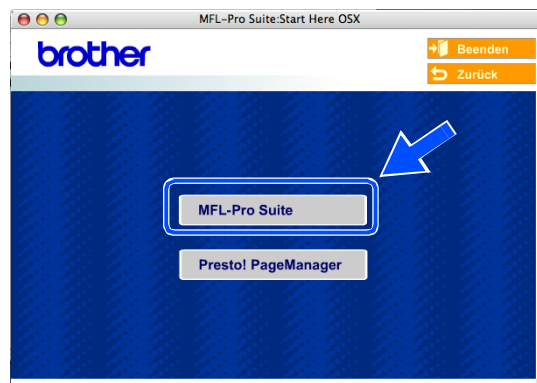 MFL-Pro Suite:Start Here OSX
brother
Beenden
Zurück
MFL-Pro Suite
Presto! PageManager